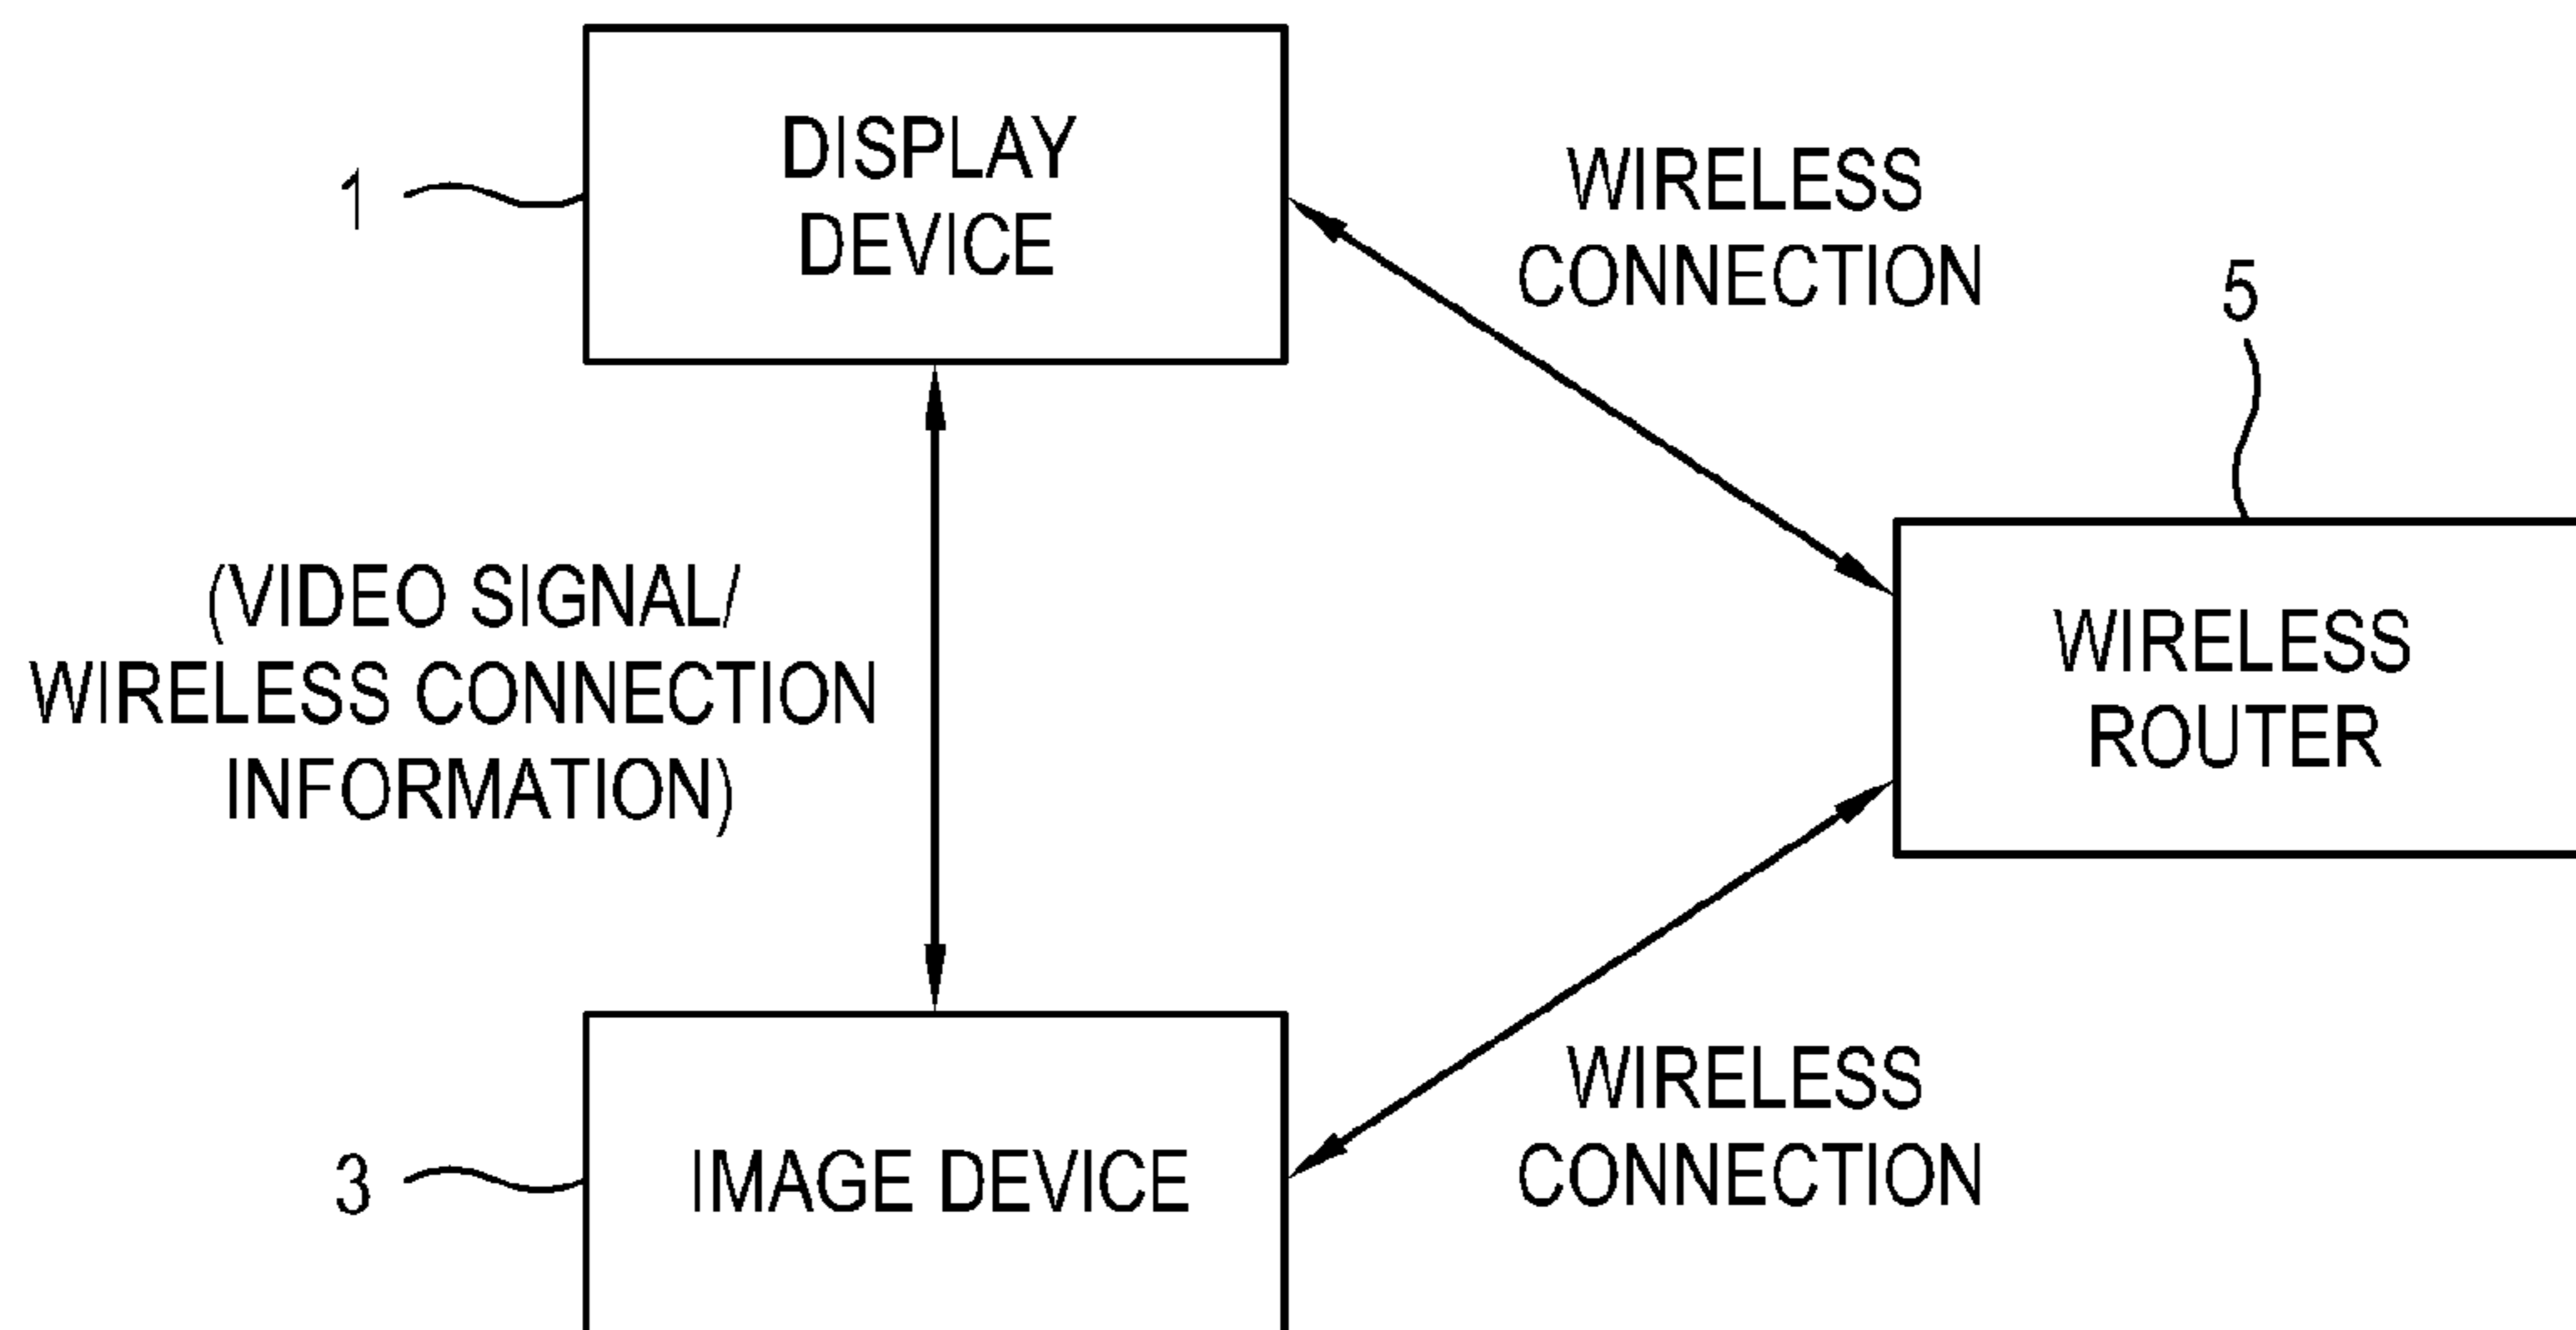 DISPLAY
DEVICE
1
WIRELESS
CONNECTION
5
(VIDEO SIGNAL/
WIRELESS CONNECTION
INFORMATION)
WIRELESS
ROUTER
3
IMAGE DEVICE
WIRELESS
CONNECTION